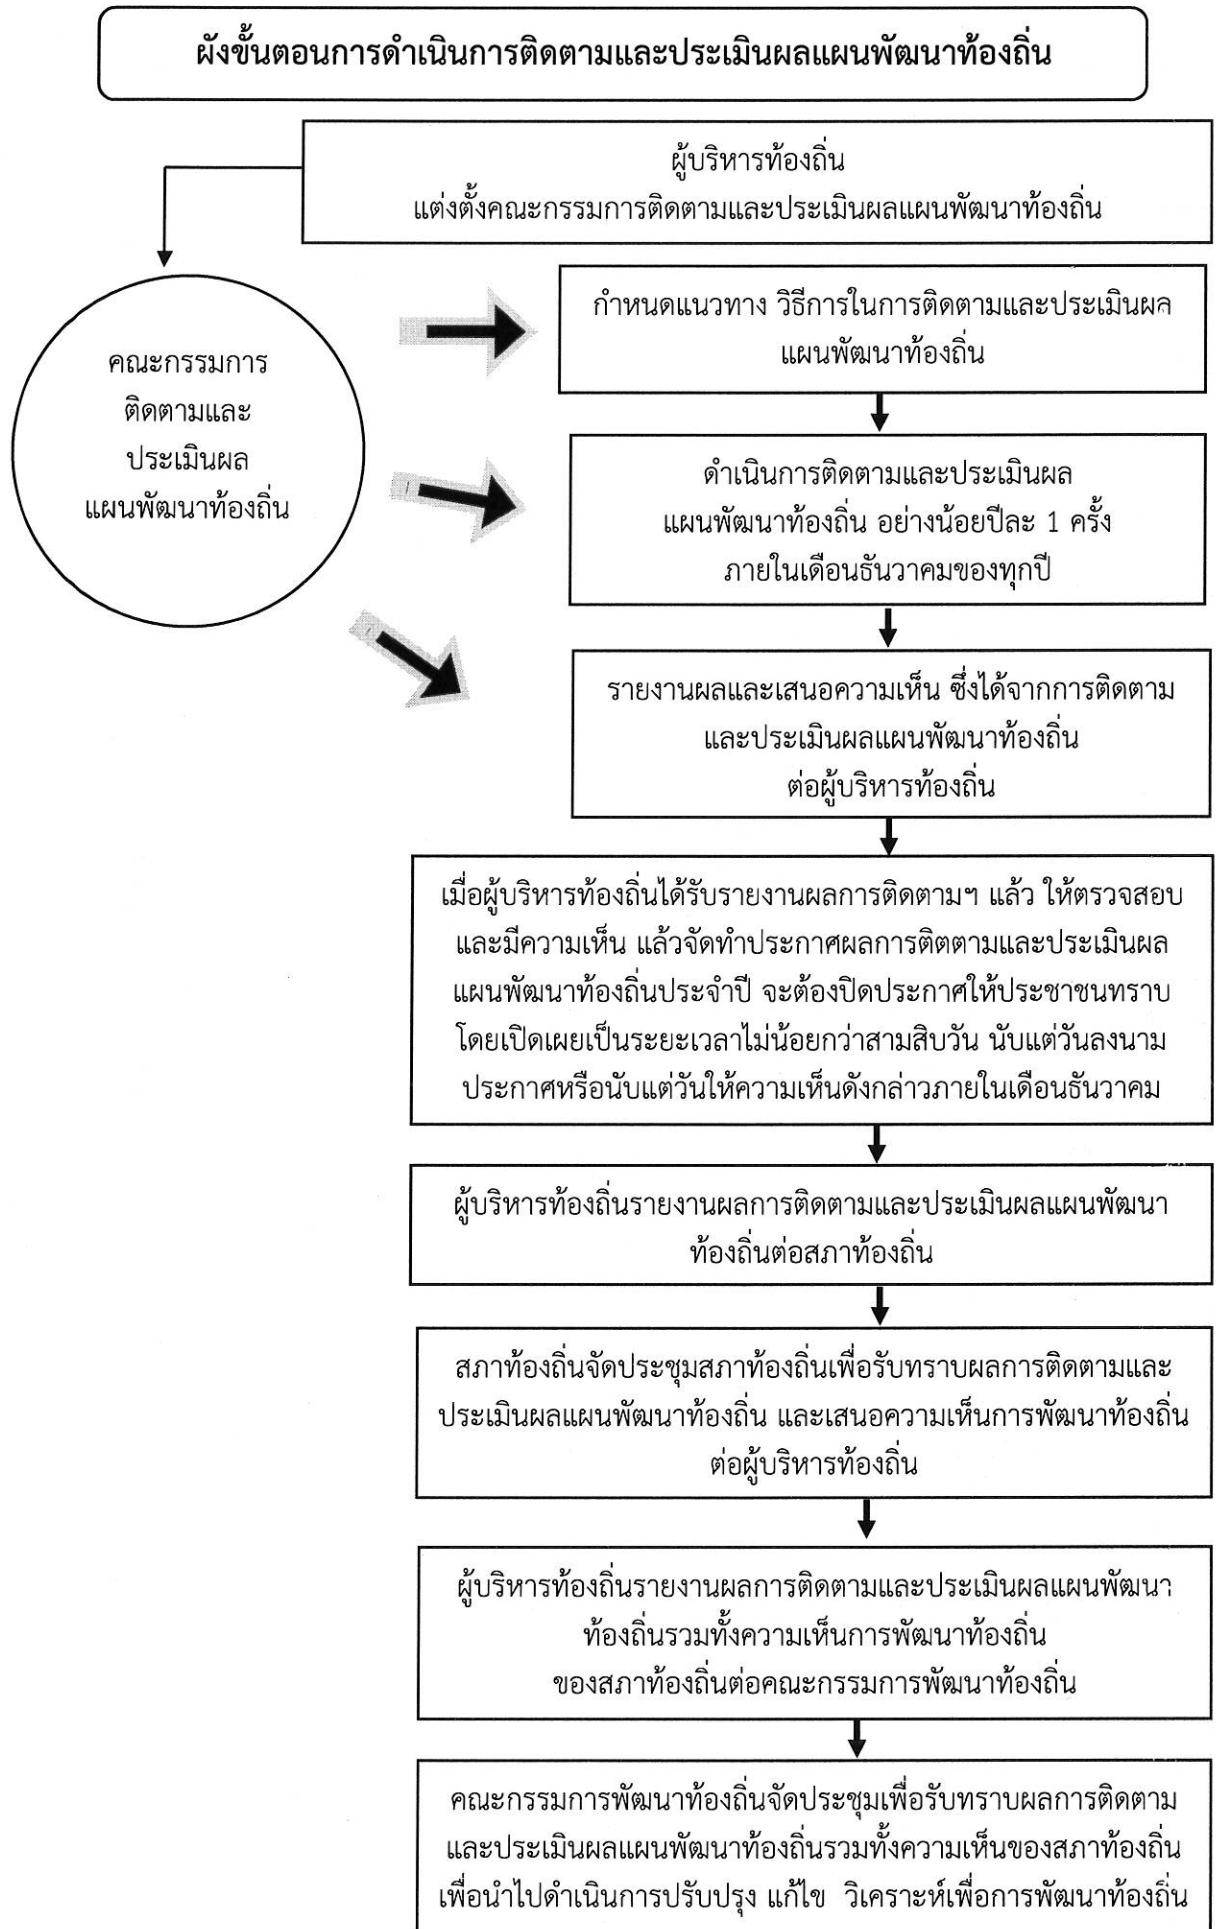 ผังขั้นตอนการดำเนินการติดตามและประเมินผลแผนพัฒนาท้องถิ่น
ผู้บริหารท้องถิ่น
แต่งตั้งคณะกรรมการติดตามและประเมินผลแผนพัฒนาท้องถิ่น
คณะกรรมการ
ติดตามและ
ประเมินผล
แผนพัฒนาท้องถิ่น
กำหนดแนวทาง วิธีการในการติดตามและประเมินผล
แผนพัฒนาท้องถิ่น
ดำเนินการติดตามและประเมินผล
แผนพัฒนาท้องถิ่น อย่างน้อยปีละ 1 ครั้ง
ภายในเดือนธันวาคมของทุกปี
รายงานผลและเสนอความเห็น ซึ่งได้จากการติดตาม
และประเมินผลแผนพัฒนาท้องถิ่น
ต่อผู้บริหารท้องถิ่น
เมื่อผู้บริหารท้องถิ่นได้รับรายงานผลการติดตามฯ แล้ว ให้ตรวจสอบ
และมีความเห็น แล้วจัดทำประกาศผลการติตตามและประเมินผล
แผนพัฒนาท้องถิ่นประจำปี จะต้องปิดประกาศให้ประชาชนทราบ
โดยเปิดเผยเป็นระยะเวลาไม่น้อยกว่าสามสิบวัน นับแต่วันลงนาม
ประกาศหรือนับแต่วันให้ความเห็นดังกล่าวภายในเดือนธันวาคม
ผู้บริหารท้องถิ่นรายงานผลการติดตามและประเมินผลแผนพัฒนา
ท้องถิ่นต่อสภาท้องถิ่น
สภาท้องถิ่นจัดประชุมสภาท้องถิ่นเพื่อรับทราบผลการติดตามและ
ประเมินผลแผนพัฒนาท้องถิ่น และเสนอความเห็นการพัฒนาท้องถิ่น
ต่อผู้บริหารท้องถิ่น
ผู้บริหารท้องถิ่นรายงานผลการติดตามและประเมินผลแผนพัฒนา
ท้องถิ่นรวมทั้งความเห็นการพัฒนาท้องถิ่น
ของสภาท้องถิ่นต่อคณะกรรมการพัฒนาท้องถิ่น
คณะกรรมการพัฒนาท้องถิ่นจัดประชุมเพื่อรับทราบผลการติดตาม
และประเมินผลแผนพัฒนาท้องถิ่นรวมทั้งความเห็นของสภาท้องถิ่น
เพื่อนำไปดำเนินการปรับปรุง แก้ไข วิเคราะห์เพื่อการพัฒนาท้องถิ่น